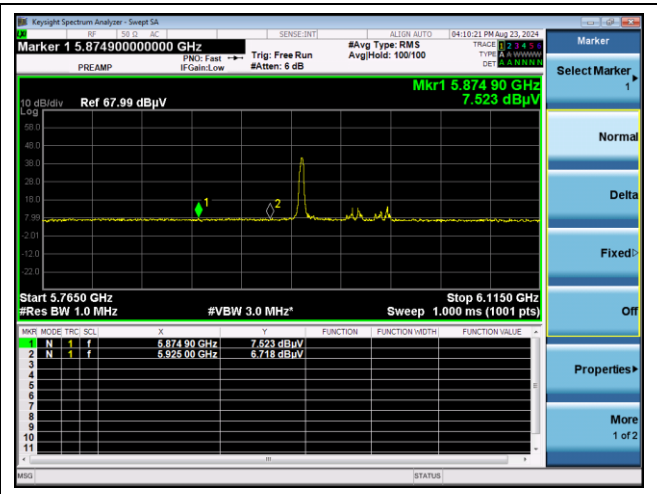 Keysight Spectrum Analyzer - Swept SA
RF 50 Ω AC SENSE:INT ALIGN AUTO 04:10:21 PM Aug 23, 2024
Marker 1 5.874900000000 GHz
PREAMP
PNO: Fast
IFGain:Low
Trig: Free Run
#Atten: 6 dB
#Avg Type: RMS
Avg|Hold: 100/100
TRACE 1 2 3 4 5 6
TYPE A A WWWW
DET A A N N N N
Mkr1 5.874 90 GHz
7.523 dBµV
10 dB/div Ref 67.99 dBµV
Log
58.0
48.0
38.0
28.0
18.0
7.99
-2.01
-12.0
-22.0
1
2
Start 5.7650 GHz Stop 6.1150 GHz
#Res BW 1.0 MHz #VBW 3.0 MHz* Sweep 1.000 ms (1001 pts)
MKR MODE TRC SCL X Y FUNCTION FUNCTION WIDTH FUNCTION VALUE
1 N 1 f 5.874 90 GHz 7.523 dBµV
2 N 1 f 5.925 00 GHz 6.718 dBµV
3
4
5
6
7
8
9
10
11
MSG STATUS
Marker
Select Marker
1
Normal
Delta
Fixed
Off
Properties
More
1 of 2